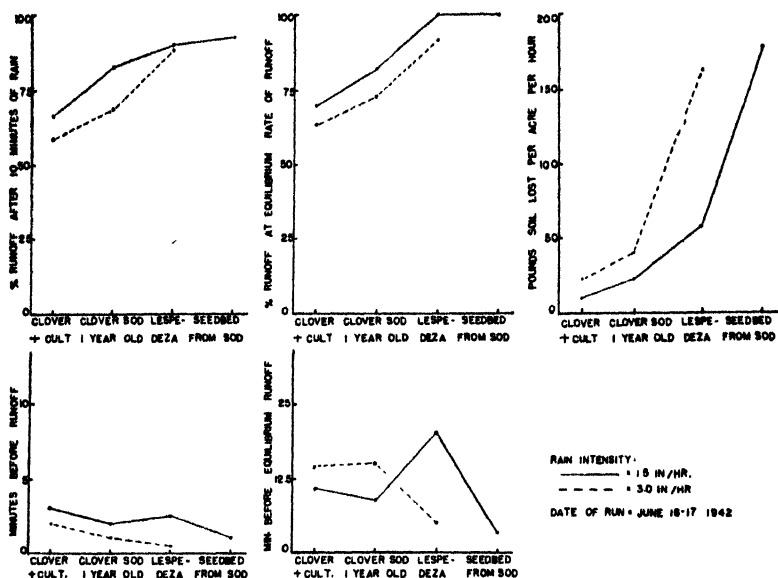 % RUNOFF AFTER 10 MINUTES OF RAIN
100
75
50
25
0
CLOVER CLOVER SOD LESPE- SEEDBED
+ CULT 1 YEAR OLD DEZA FROM SOD
% RUNOFF AT EQUILIBRIUM RATE OF RUNOFF
100
75
50
25
0
CLOVER CLOVER SOD LESPE- SEEDBED
+ CULT 1 YEAR OLD DEZA FROM SOD
POUNDS SOIL LOST PER ACRE PER HOUR
200
150
100
50
0
CLOVER CLOVER SOD LESPE- SEEDBED
+ CULT 1 YEAR OLD DEZA FROM SOD
MINUTES BEFORE RUNOFF
10
5
0
CLOVER CLOVER SOD LESPE- SEEDBED
+ CULT. 1 YEAR OLD DEZA FROM SOD
MIN. BEFORE EQUILIBRIUM RUNOFF
25
12.5
0
CLOVER CLOVER SOD LESPE- SEEDBED
+ CULT. 1 YEAR OLD DEZA FROM SOD
RAIN INTENSITY-
= 1.5 IN/HR.
= 3.0 IN/HR
DATE OF RUN = JUNE 16-17 1942